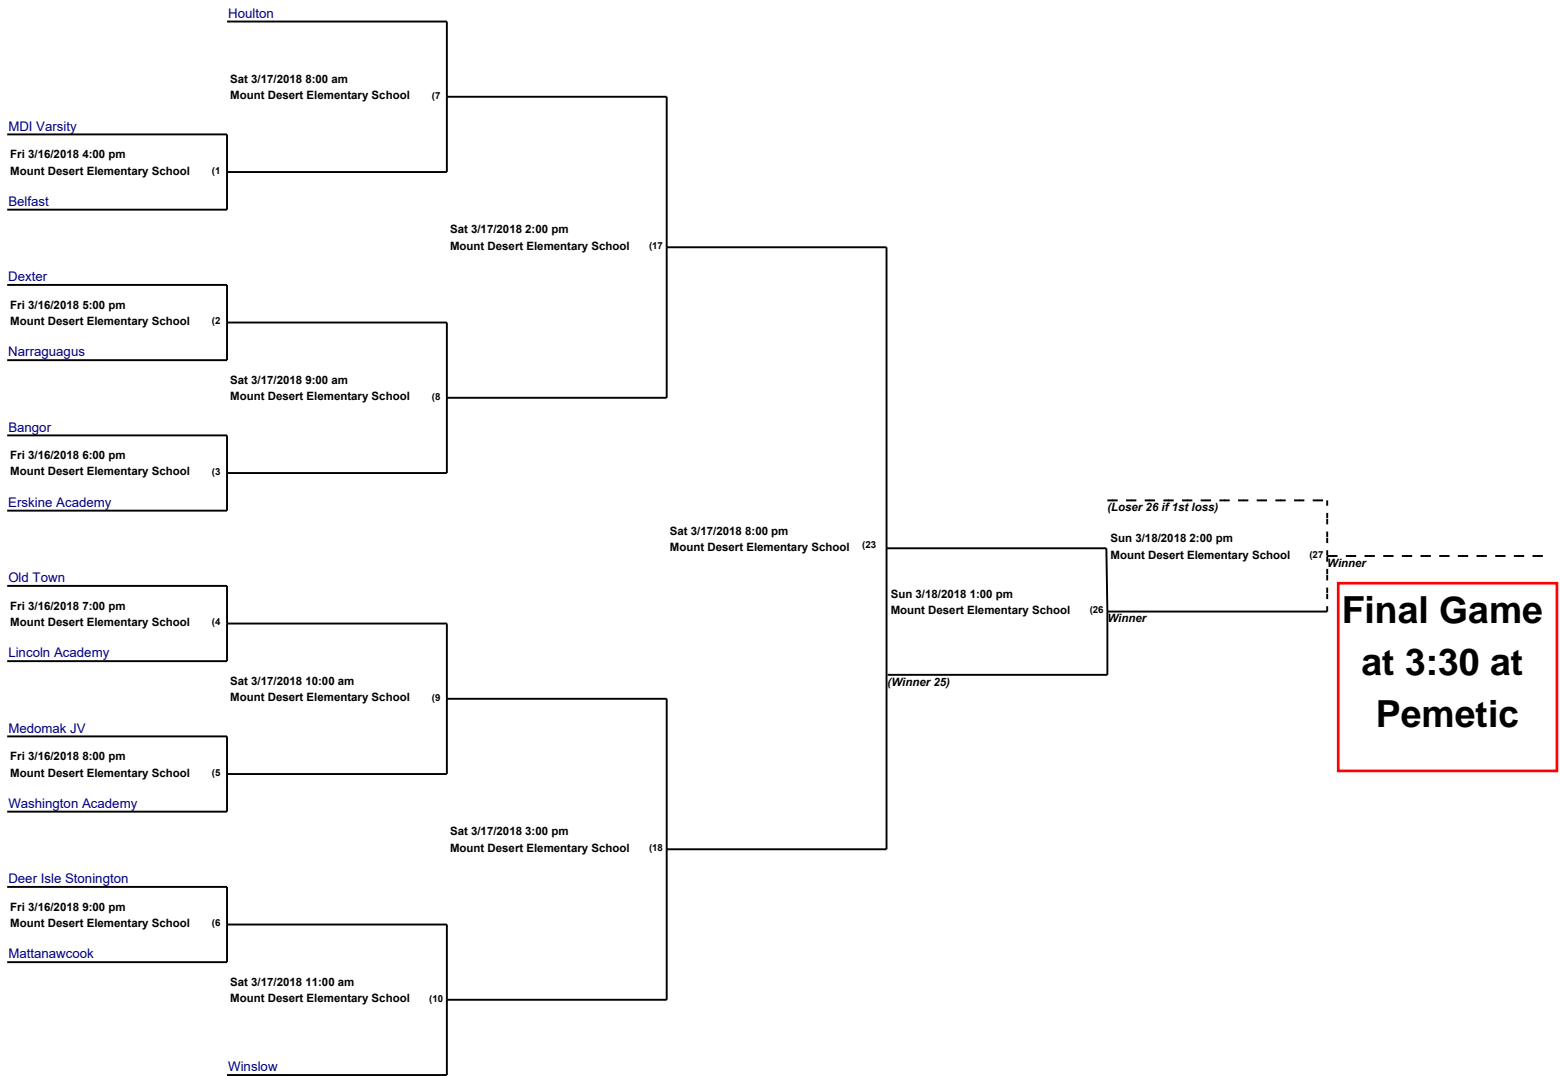 Houlton
Sat 3/17/2018 8:00 am
Mount Desert Elementary School (7
MDI Varsity
Fri 3/16/2018 4:00 pm
Mount Desert Elementary School (1
Belfast
Sat 3/17/2018 2:00 pm
Mount Desert Elementary School (17
Dexter
Fri 3/16/2018 5:00 pm
Mount Desert Elementary School (2
Narraguagus
Sat 3/17/2018 9:00 am
Mount Desert Elementary School (8
Bangor
Fri 3/16/2018 6:00 pm
Mount Desert Elementary School (3
Erskine Academy
(Loser 26 if 1st loss)
Sat 3/17/2018 8:00 pm
Mount Desert Elementary School (23
Sun 3/18/2018 2:00 pm
Mount Desert Elementary School (27
Winner
Old Town
Fri 3/16/2018 7:00 pm
Mount Desert Elementary School (4
Lincoln Academy
Sun 3/18/2018 1:00 pm
Mount Desert Elementary School (26
Winner
Final Game
at 3:30 at
Pemetic
Sat 3/17/2018 10:00 am
Mount Desert Elementary School (9
(Winner 25)
Medomak JV
Fri 3/16/2018 8:00 pm
Mount Desert Elementary School (5
Washington Academy
Sat 3/17/2018 3:00 pm
Mount Desert Elementary School (18
Deer Isle Stonington
Fri 3/16/2018 9:00 pm
Mount Desert Elementary School (6
Mattanawcook
Sat 3/17/2018 11:00 am
Mount Desert Elementary School (10
Winslow